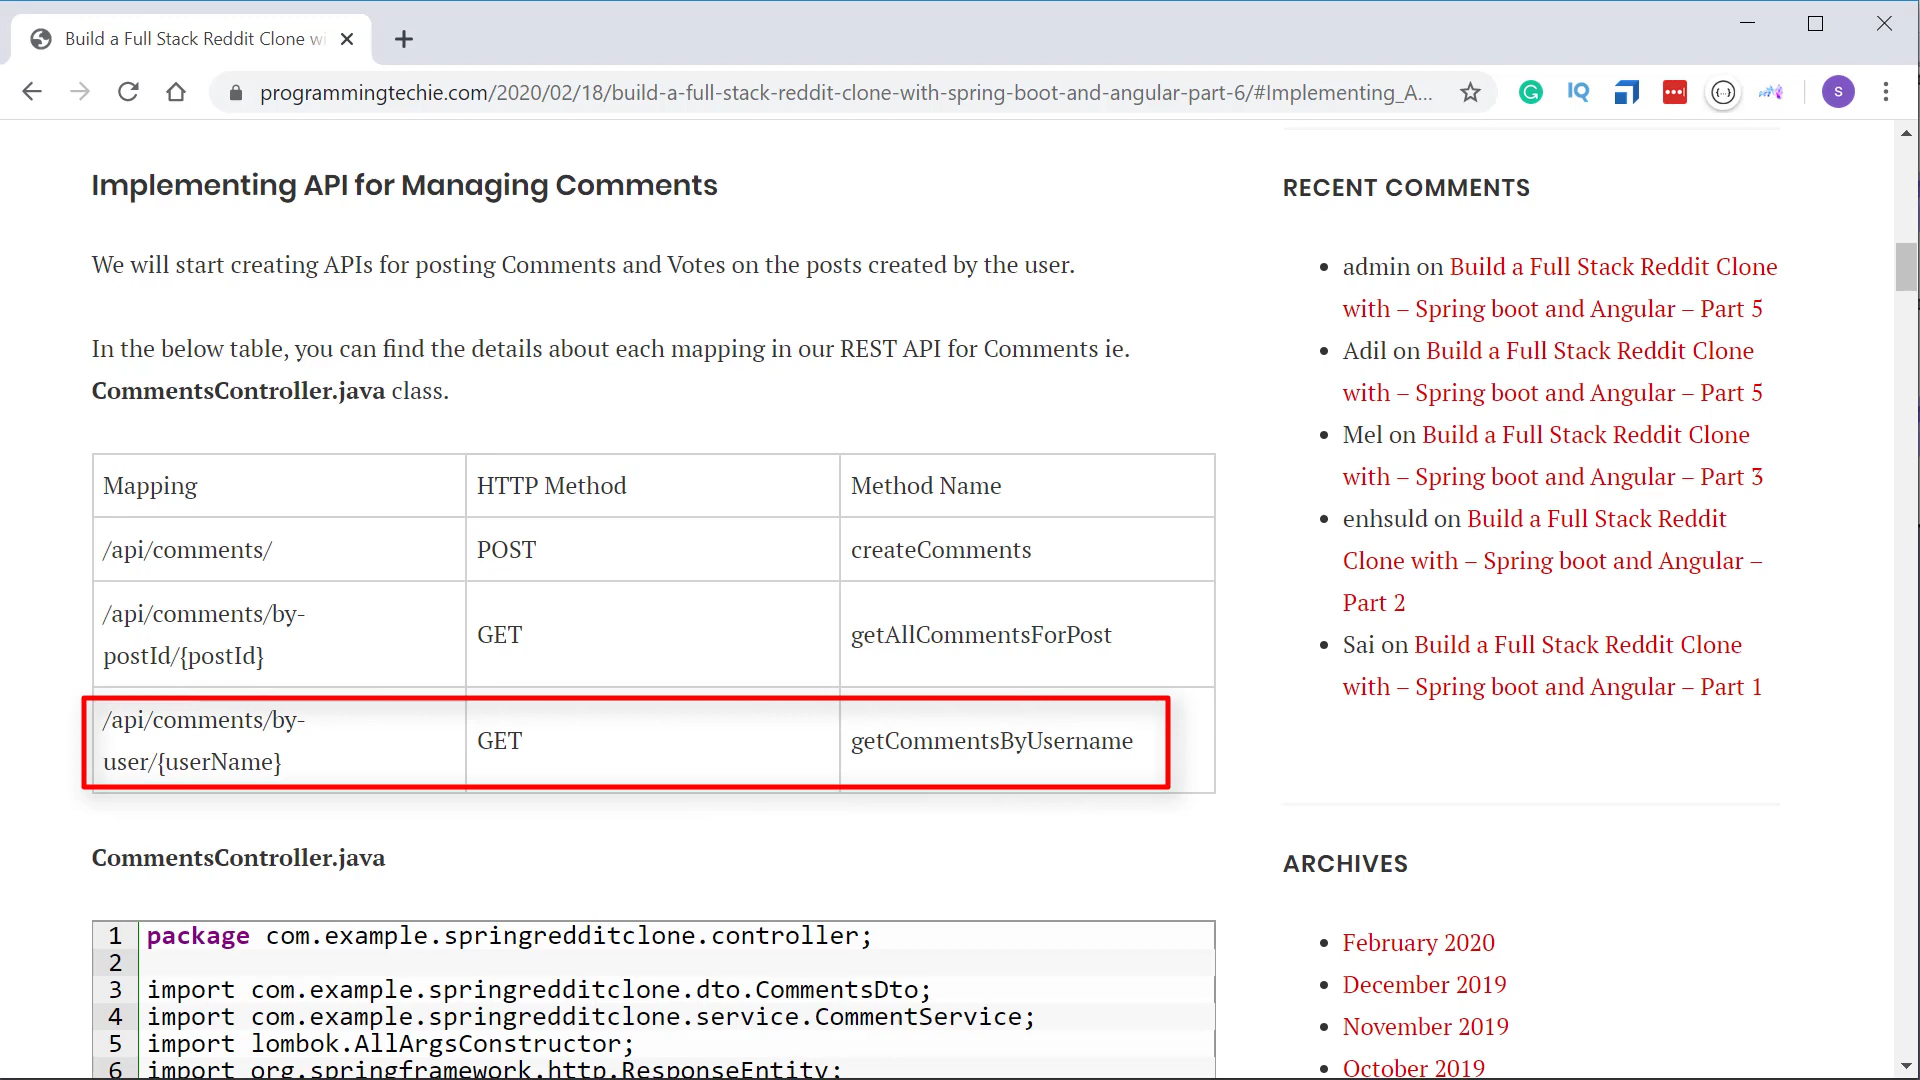 Build a Full Stack Reddit Clone wi
programmingtechie.com/2020/02/18/build-a-full-stack-reddit-clone-with-spring-boot-and-angular-part-6/#Implementing_A...
IQ
S
Implementing API for Managing Comments
We will start creating APIs for posting Comments and Votes on the posts created by the user.
In the below table, you can find the details about each mapping in our REST API for Comments ie.
CommentsController.java class.
Mapping HTTP Method Method Name
/api/comments/ POST createComments
/api/comments/by-
postId/{postId} GET getAllCommentsForPost
/api/comments/by-
user/{userName} GET getCommentsByUsername
CommentsController.java
1 package com.example.springredditclone.controller;
2
3 import com.example.springredditclone.dto.CommentsDto;
4 import com.example.springredditclone.service.CommentService;
5 import lombok.AllArgsConstructor;
6 import org.springframework.http.ResponseEntity;
RECENT COMMENTS
admin on Build a Full Stack Reddit Clone
with – Spring boot and Angular – Part 5
Adil on Build a Full Stack Reddit Clone
with – Spring boot and Angular – Part 5
Mel on Build a Full Stack Reddit Clone
with – Spring boot and Angular – Part 3
enhsuld on Build a Full Stack Reddit
Clone with – Spring boot and Angular –
Part 2
Sai on Build a Full Stack Reddit Clone
with – Spring boot and Angular – Part 1
ARCHIVES
February 2020
December 2019
November 2019
October 2019